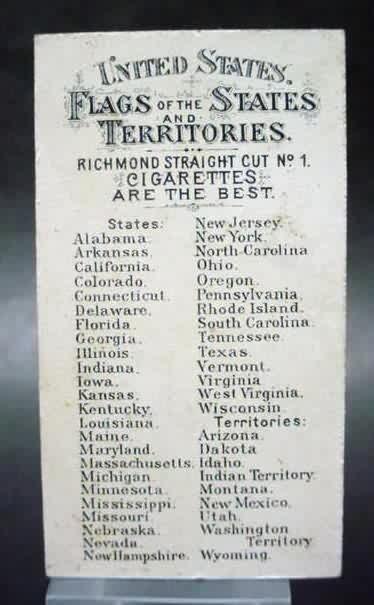 UNITED STATES.
FLAGS OF THE STATES
AND
TERRITORIES.
RICHMOND STRAIGHT CUT Nº 1.
CIGARETTES
ARE THE BEST.
States:
Alabama.
Arkansas.
California.
Colorado.
Connecticut.
Delaware.
Florida.
Georgia.
Illinois.
Indiana.
Iowa.
Kansas.
Kentucky.
Louisiana.
Maine.
Maryland.
Massachusetts.
Michigan.
Minnesota.
Mississippi.
Missouri.
Nebraska.
Nevada.
New Hampshire.
New Jersey.
New York.
North Carolina
Ohio.
Oregon.
Pennsylvania.
Rhode Island.
South Carolina.
Tennessee.
Texas.
Vermont.
Virginia
West Virginia.
Wisconsin.
Territories:
Arizona.
Dakota
Idaho.
Indian Territory
Montana.
New Mexico.
Utah.
Washington
Territory
Wyoming.